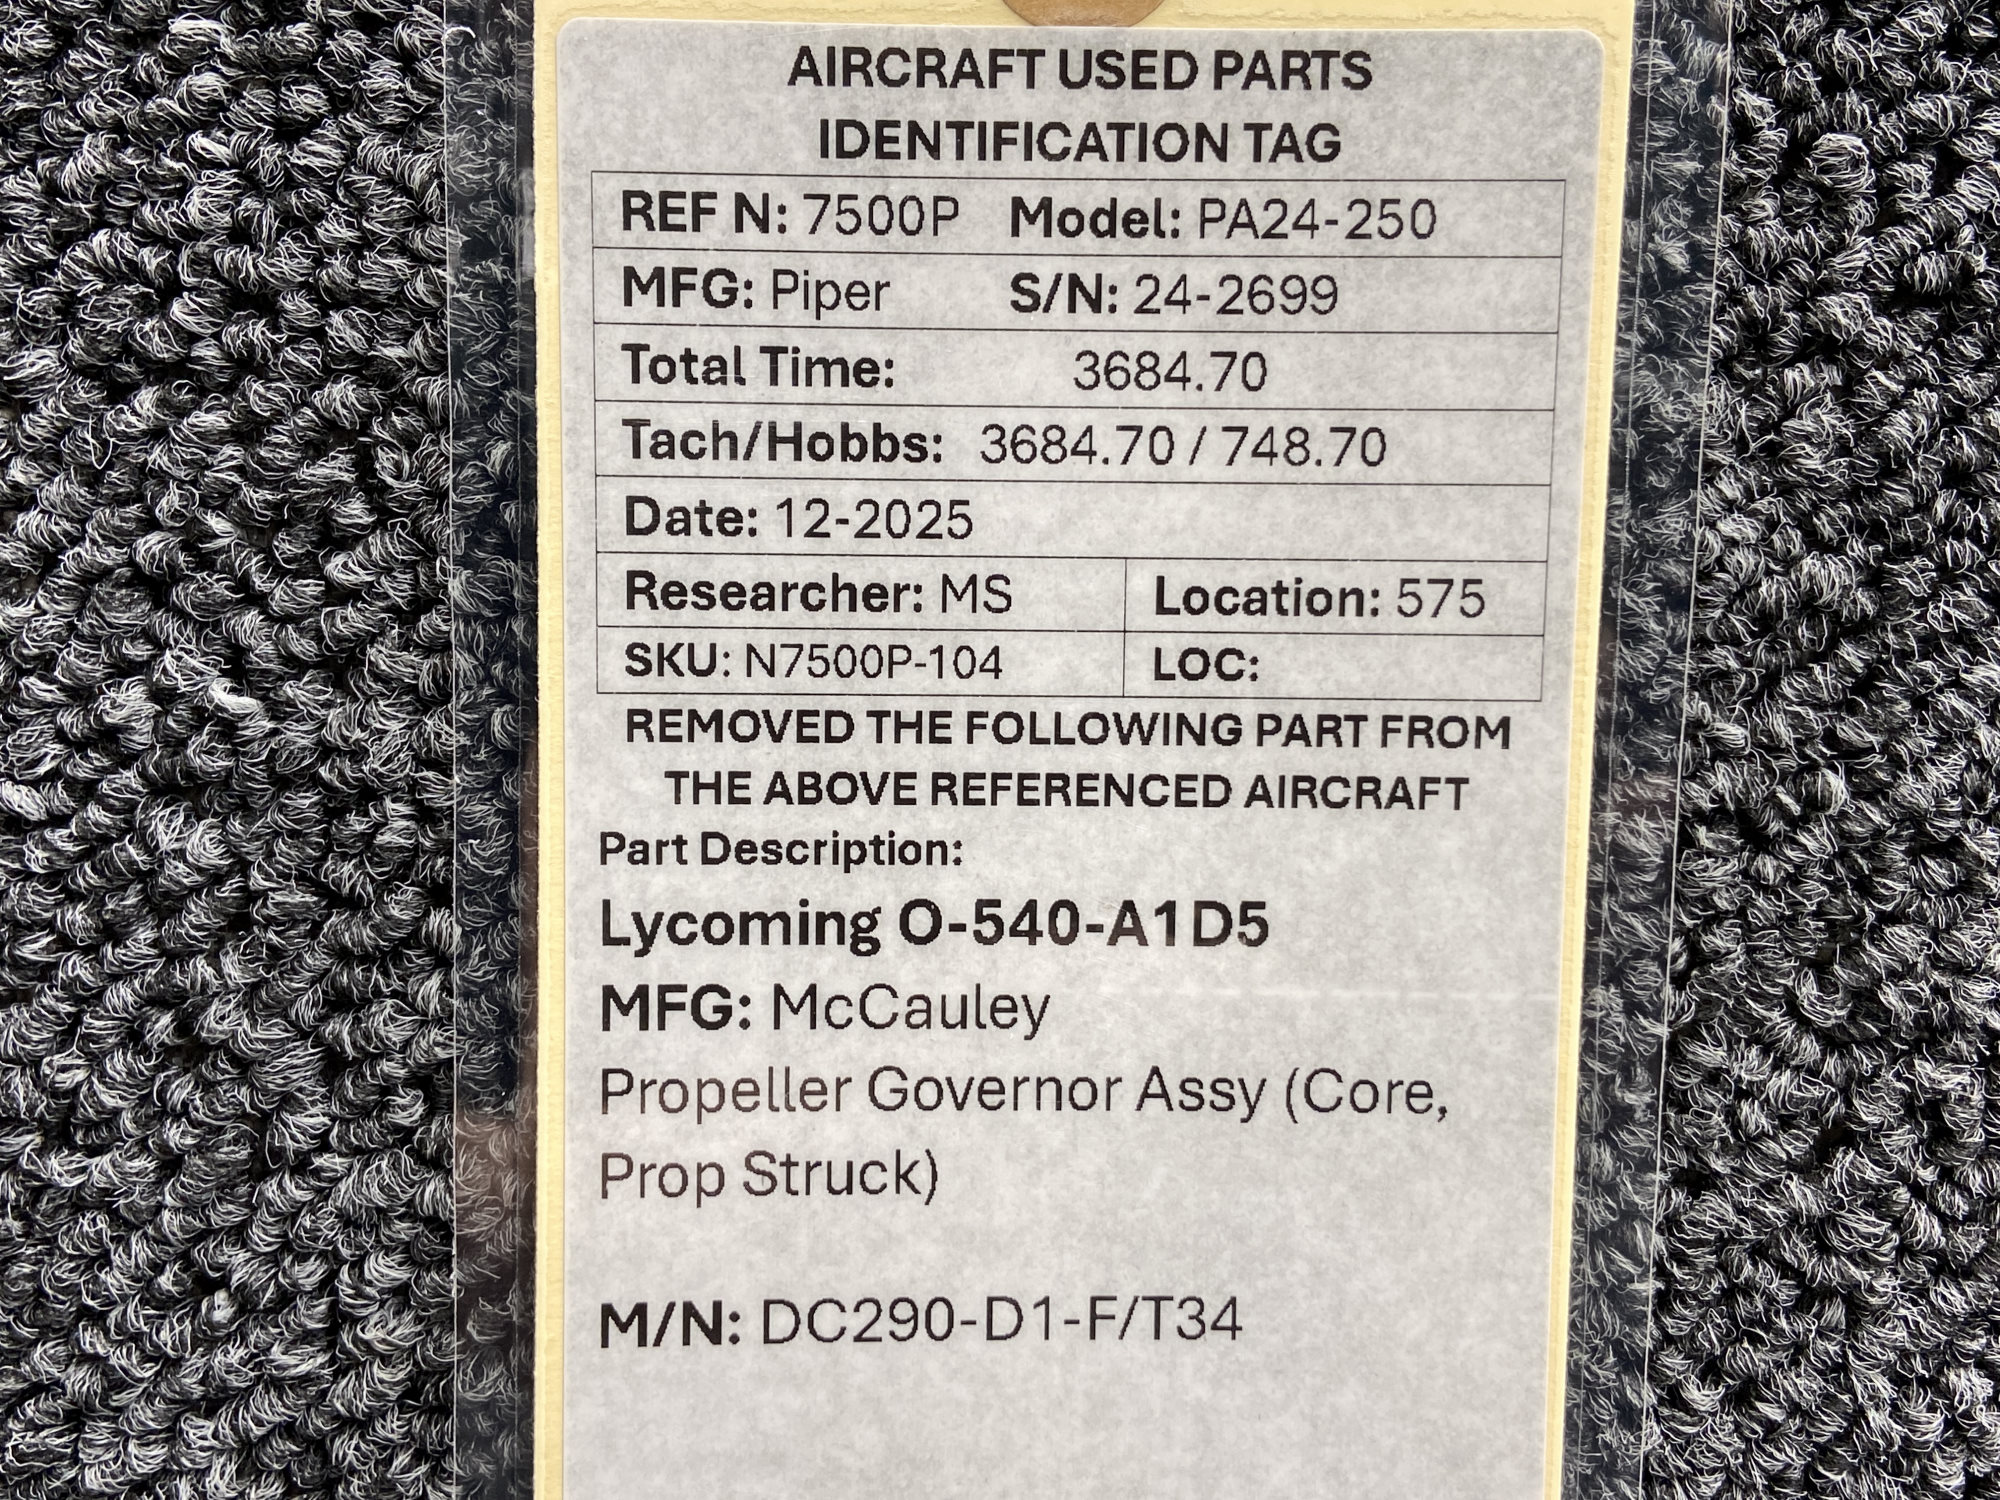 AIRCRAFT USED PARTS
IDENTIFICATION TAG
REF N: 7500P Model: PA24-250
MFG: Piper S/N: 24-2699
Total Time: 3684.70
Tach/Hobbs: 3684.70 / 748.70
Date: 12-2025
Researcher: MS Location: 575
SKU: N7500P-104 LOC:
REMOVED THE FOLLOWING PART FROM
THE ABOVE REFERENCED AIRCRAFT
Part Description:
Lycoming O-540-A1D5
MFG: McCauley
Propeller Governor Assy (Core,
Prop Struck)
M/N: DC290-D1-F/T34